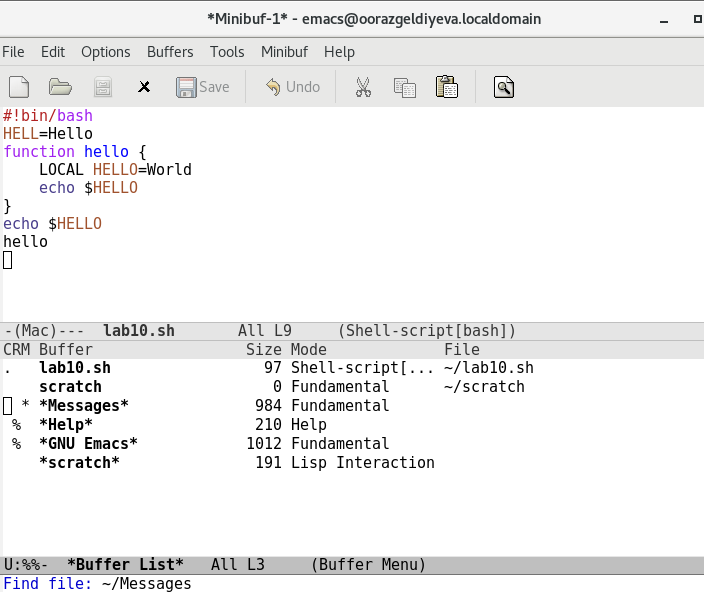 *Minibuf-1* - emacs@oorazgeldiyeva.localdomain
File Edit Options Buffers Tools Minibuf Help
Save Undo
#!bin/bash
HELL=Hello
function hello {
    LOCAL HELLO=World
    echo $HELLO
}
echo $HELLO
hello
-(Mac)---  lab10.sh       All L9     (Shell-script[bash])
CRM Buffer                 Size Mode             File
.   lab10.sh                 97 Shell-script[... ~/lab10.sh
    scratch                   0 Fundamental      ~/scratch
  * *Messages*              984 Fundamental
 %  *Help*                  210 Help
 %  *GNU Emacs*            1012 Fundamental
    *scratch*               191 Lisp Interaction
U:%%-  *Buffer List*   All L3     (Buffer Menu)
Find file: ~/Messages